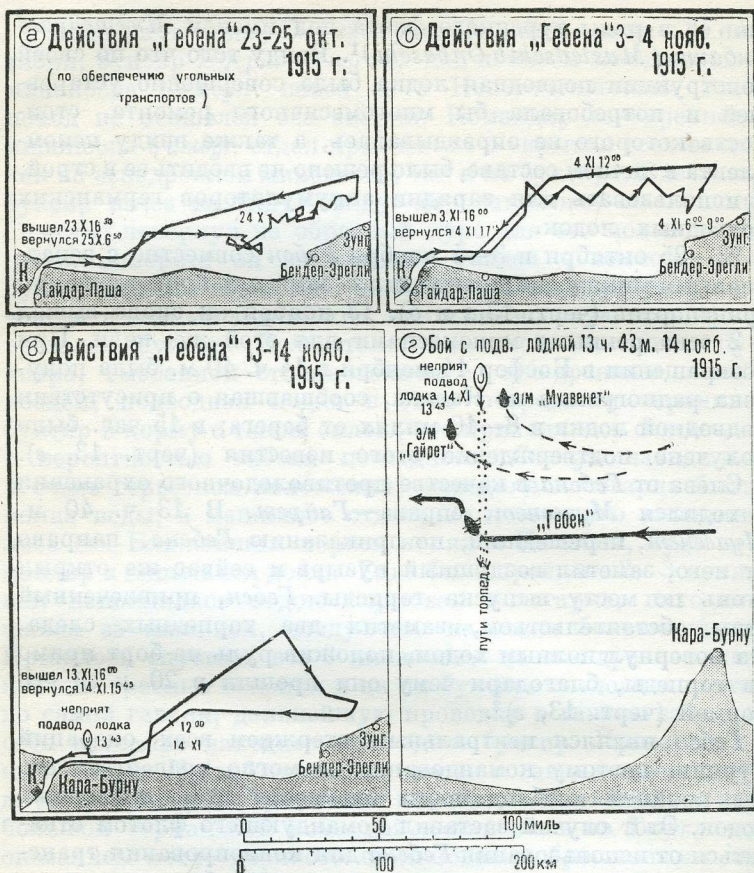 а Действия „Гебена“ 23-25 окт.
1915 г.
( по обеспечению угольных
транспортов )
24 X
вышел 23 X 16 30
вернулся 25 X 6 50
К
Гайдар-Паша
Бендер-Эрегли
Зунг.
б Действия „Гебена“ 3-4 нояб.
1915 г.
4 XI 12 00
вышел 3. XI 16 00
вернулся 4 XI 17
4. XI 6 00 - 9 00
К
Гайдар-Паша
Бендер-Эрегли
Зунг
в Действия „Гебена“ 13-14 нояб.
1915 г.
вышел 13. XI. 16 00
вернулся 14 XI. 15 45
неприят
подвод. лодка
13 43
12 00
14 XI
К
Кара-Бурну
Бендер-Эрегли
Зунг
г Бой с подв. лодкой 13 ч. 43 м. 14 нояб.
1915 г.
неприят
подвод
лодка 14. XI
13 43
э/м „Муавенет“
э/м
„Гайрет“
„Гебен“
пути торпед
Кара-Бурну
0 50 100 миль
0 100 200 км